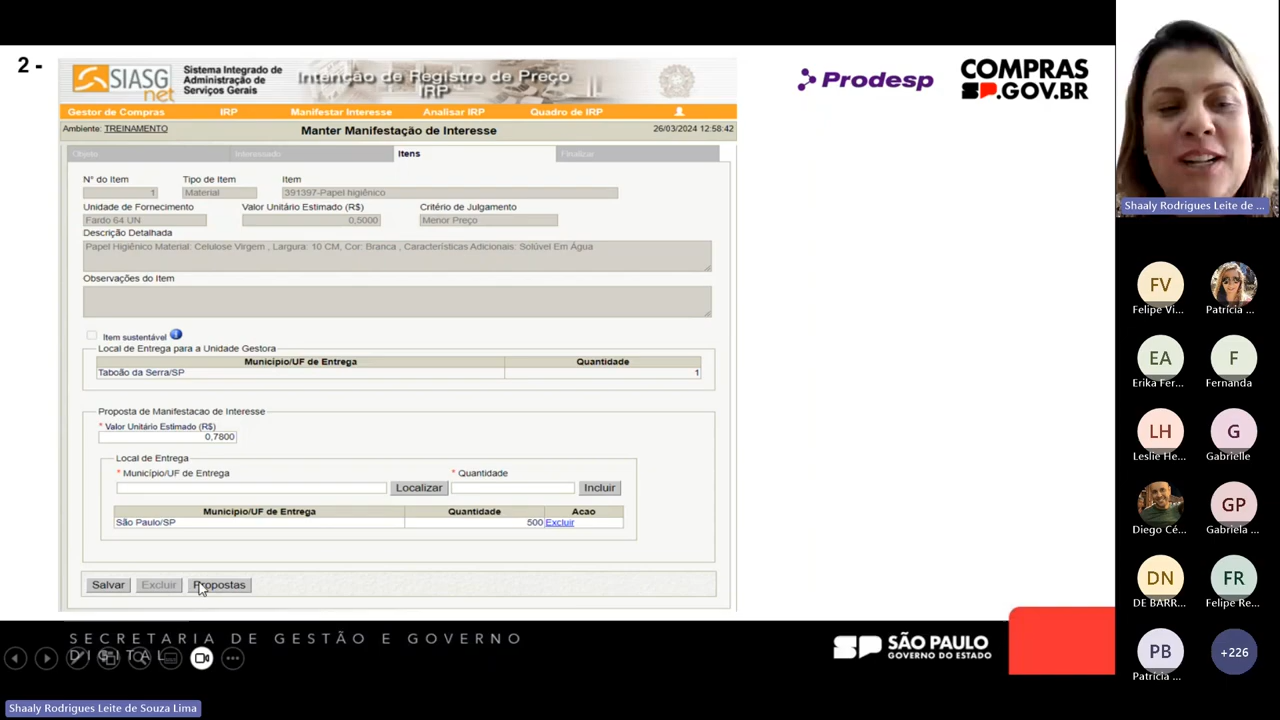 2 -
SIASG
net
Sistema Integrado de
Administração de
Serviços Gerais
Intenção de Registro de Preço
IRP
Prodesp
COMPRAS
SP.GOV.BR
Gestor de Compras
IRP
Manifestar Interesse
Analisar IRP
Quadro de IRP
Ambiente: TREINAMENTO
Manter Manifestação de Interesse
26/03/2024 12:58:42
Objeto
Interessado
Itens
Finalizar
N° do Item
Tipo de Item
Item
1
Material
391397-Papel higiênico
Unidade de Fornecimento
Valor Unitário Estimado (R$)
Critério de Julgamento
Fardo 64 UN
0,5000
Menor Preço
Descrição Detalhada
Papel Higiênico Material: Celulose Virgem , Largura: 10 CM, Cor: Branca , Características Adicionais: Solúvel Em Água
Observações do Item
Item sustentável
Local de Entrega para a Unidade Gestora
Município/UF de Entrega
Quantidade
Taboão da Serra/SP
1
Proposta de Manifestacao de Interesse
* Valor Unitário Estimado (R$)
0,7800
Local de Entrega
* Município/UF de Entrega
* Quantidade
Localizar
Incluir
Município/UF de Entrega
Quantidade
Acao
São Paulo/SP
500
Excluir
Salvar
Excluir
Propostas
SECRETARIA DE GESTÃO E GOVERNO
DIGITAL
SÃO PAULO
GOVERNO DO ESTADO
Shaaly Rodrigues Leite de ...
FV
Felipe Vi...
Patrícia ...
EA
Erika Fer...
F
Fernanda
LH
Leslie He...
G
Gabrielle
Diego Cé...
GP
Gabriela ...
DN
DE BARR...
FR
Felipe Re...
PB
Patrícia ...
+226
Shaaly Rodrigues Leite de Souza Lima